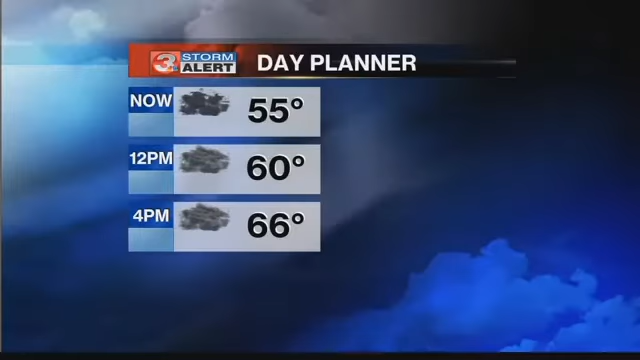 3 STORM
ALERT
DAY PLANNER
NOW 55°
12PM 60°
4PM 66°